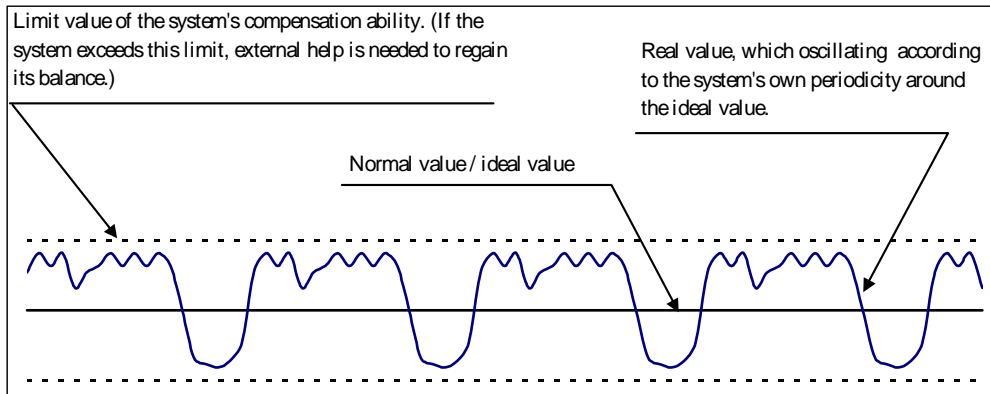 Limit value of the system's compensation ability. (If the
system exceeds this limit, external help is needed to regain
its balance.)
Real value, which oscillating according
to the system's own periodicity around
the ideal value.
Normal value / ideal value